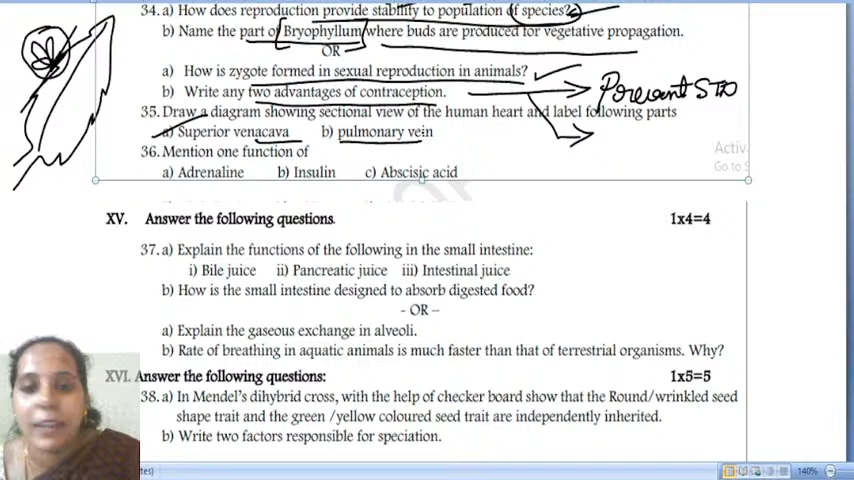 34. a) How does reproduction provide stability to population of species?
b) Name the part of Bryophyllum where buds are produced for vegetative propagation.
OR
a) How is zygote formed in sexual reproduction in animals?
b) Write any two advantages of contraception.
Prevent STD
35. Draw a diagram showing sectional view of the human heart and label following parts
a) Superior venacava b) pulmonary vein
36. Mention one function of
a) Adrenaline b) Insulin c) Abscisic acid
Activ
Go to S
XV. Answer the following questions. 1x4=4
37. a) Explain the functions of the following in the small intestine:
i) Bile juice ii) Pancreatic juice iii) Intestinal juice
b) How is the small intestine designed to absorb digested food?
- OR –
a) Explain the gaseous exchange in alveoli.
b) Rate of breathing in aquatic animals is much faster than that of terrestrial organisms. Why?
XVI. Answer the following questions: 1x5=5
38. a) In Mendel's dihybrid cross, with the help of checker board show that the Round/wrinkled seed
shape trait and the green /yellow coloured seed trait are independently inherited.
b) Write two factors responsible for speciation.
tes)
140%